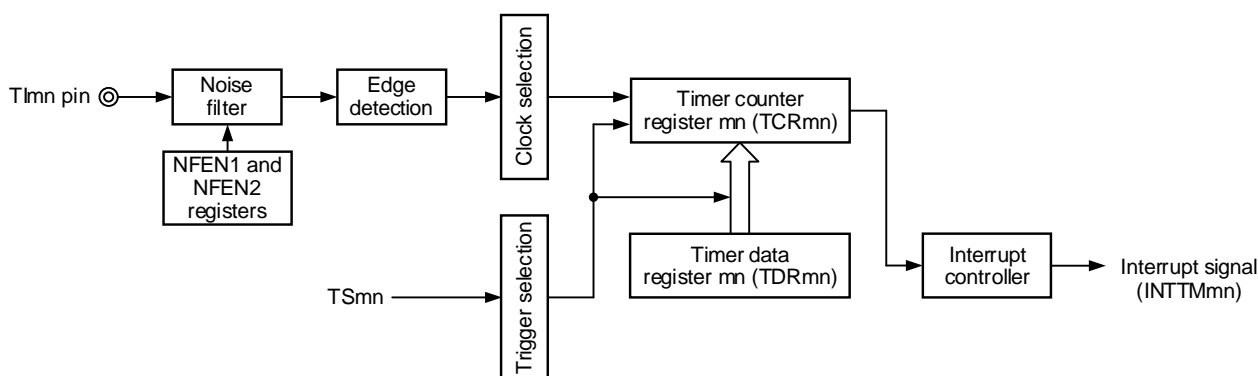 TImn pin
Noise
filter
NFEN1 and
NFEN2
registers
Edge
detection
Clock selection
Timer counter
register mn (TCRmn)
TSmn
Trigger selection
Timer data
register mn (TDRmn)
Interrupt
controller
Interrupt signal
(INTTMmn)